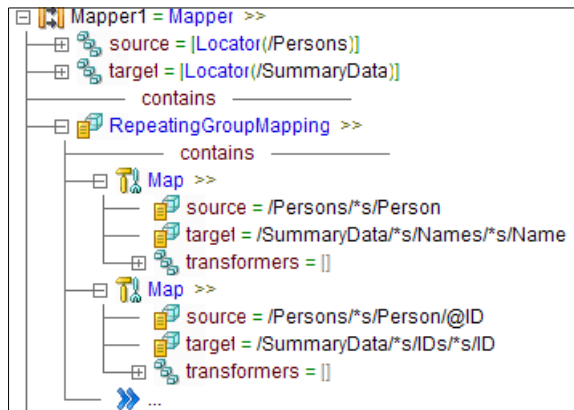 Mapper1 = Mapper >>
source = [Locator(/Persons)]
target = [Locator(/SummaryData)]
contains
RepeatingGroupMapping >>
contains
Map >>
source = /Persons/*s/Person
target = /SummaryData/*s/Names/*s/Name
transformers = []
Map >>
source = /Persons/*s/Person/@ID
target = /SummaryData/*s/IDs/*s/ID
transformers = []
...